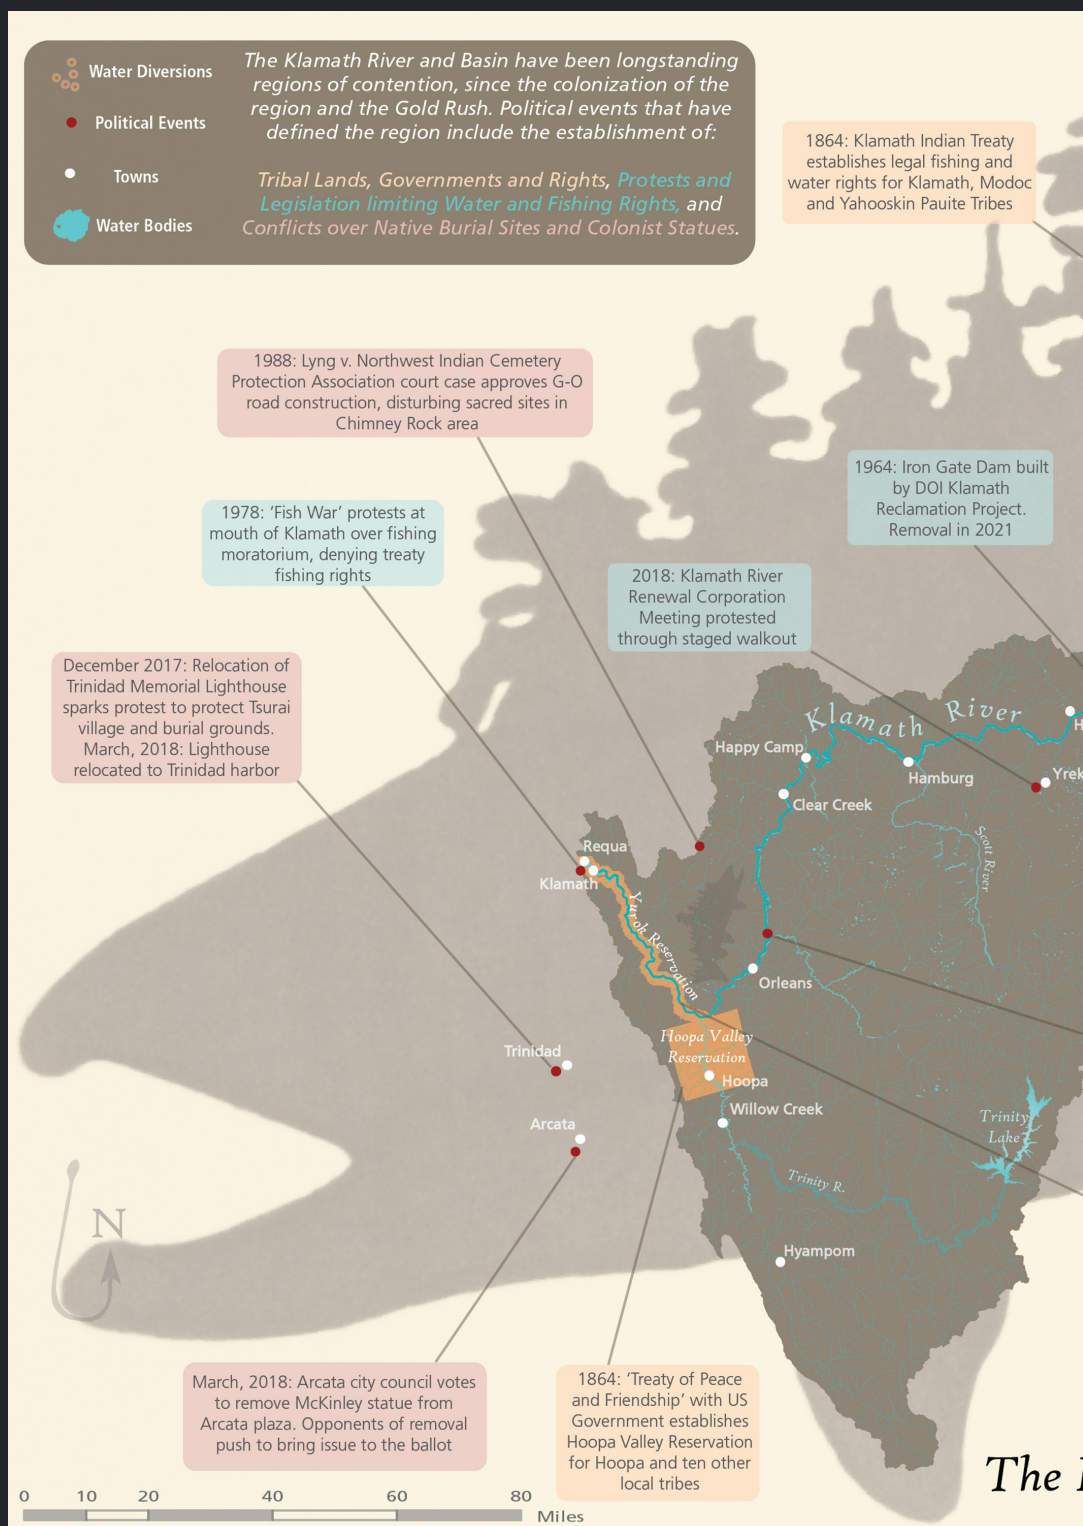 Water Diversions
Political Events
Towns
Water Bodies
The Klamath River and Basin have been longstanding
regions of contention, since the colonization of the
region and the Gold Rush. Political events that have
defined the region include the establishment of:
Tribal Lands, Governments and Rights, Protests and
Legislation limiting Water and Fishing Rights, and
Conflicts over Native Burial Sites and Colonist Statues.
1864: Klamath Indian Treaty
establishes legal fishing and
water rights for Klamath, Modoc
and Yahooskin Pauite Tribes
1988: Lyng v. Northwest Indian Cemetery
Protection Association court case approves G-O
road construction, disturbing sacred sites in
Chimney Rock area
1964: Iron Gate Dam built
by DOI Klamath
Reclamation Project.
Removal in 2021
1978: ‘Fish War’ protests at
mouth of Klamath over fishing
moratorium, denying treaty
fishing rights
2018: Klamath River
Renewal Corporation
Meeting protested
through staged walkout
December 2017: Relocation of
Trinidad Memorial Lighthouse
sparks protest to protect Tsurai
village and burial grounds.
March, 2018: Lighthouse
relocated to Trinidad harbor
Klamath River
H
Happy Camp
Hamburg
Yrek
Clear Creek
Scott River
Requa
Klamath
Yurok Reservation
Orleans
Hoopa Valley
Reservation
Hoopa
Trinidad
Willow Creek
Arcata
Trinity
Lake
Trinity R.
Hyampom
N
March, 2018: Arcata city council votes
to remove McKinley statue from
Arcata plaza. Opponents of removal
push to bring issue to the ballot
1864: ‘Treaty of Peace
and Friendship’ with US
Government establishes
Hoopa Valley Reservation
for Hoopa and ten other
local tribes
The
0 10 20 40 60 80
Miles